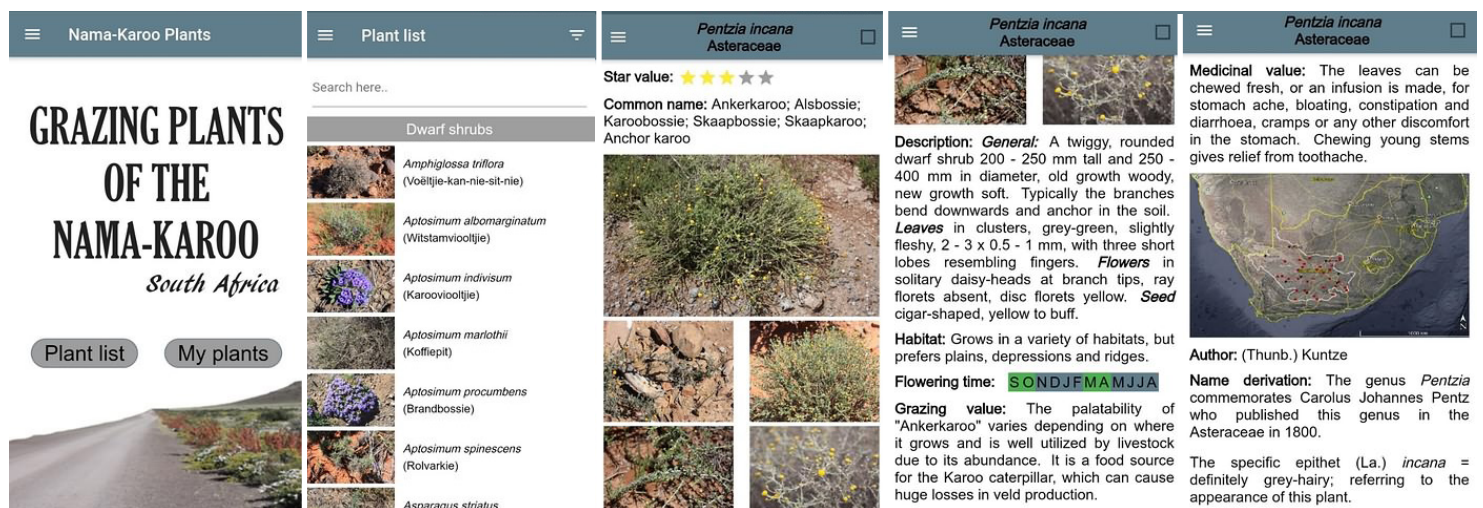 Nama-Karoo Plants
GRAZING PLANTS
OF THE
NAMA-KAROO
South Africa
Plant list
My plants
Plant list
Search here..
Dwarf shrubs
Amphiglossa triflora
(Voëltjie-kan-nie-sit-nie)
Aptosimum albomarginatum
(Witstamviooltjie)
Aptosimum indivisum
(Karooviooltjie)
Aptosimum marlothii
(Koffiepit)
Aptosimum procumbens
(Brandbossie)
Aptosimum spinescens
(Rolvarkie)
Asparagus striatus
Pentzia incana
Asteraceae
Star value:
Common name: Ankerkaroo; Alsbossie;
Karoobossie; Skaapbossie; Skaapkaroo;
Anchor karoo
Pentzia incana
Asteraceae
Description: General: A twiggy, rounded
dwarf shrub 200 - 250 mm tall and 250 -
400 mm in diameter, old growth woody,
new growth soft. Typically the branches
bend downwards and anchor in the soil.
Leaves in clusters, grey-green, slightly
fleshy, 2 - 3 x 0.5 - 1 mm, with three short
lobes resembling fingers. Flowers in
solitary daisy-heads at branch tips, ray
florets absent, disc florets yellow. Seed
cigar-shaped, yellow to buff.
Habitat: Grows in a variety of habitats, but
prefers plains, depressions and ridges.
Flowering time: S O N D J F M A M J J A
Grazing value: The palatability of
"Ankerkaroo" varies depending on where
it grows and is well utilized by livestock
due to its abundance. It is a food source
for the Karoo caterpillar, which can cause
huge losses in veld production.
Pentzia incana
Asteraceae
Medicinal value: The leaves can be
chewed fresh, or an infusion is made, for
stomach ache, bloating, constipation and
diarrhoea, cramps or any other discomfort
in the stomach. Chewing young stems
gives relief from toothache.
Author: (Thunb.) Kuntze
Name derivation: The genus Pentzia
commemorates Carolus Johannes Pentz
who published this genus in the
Asteraceae in 1800.
The specific epithet (La.) incana =
definitely grey-hairy; referring to the
appearance of this plant.